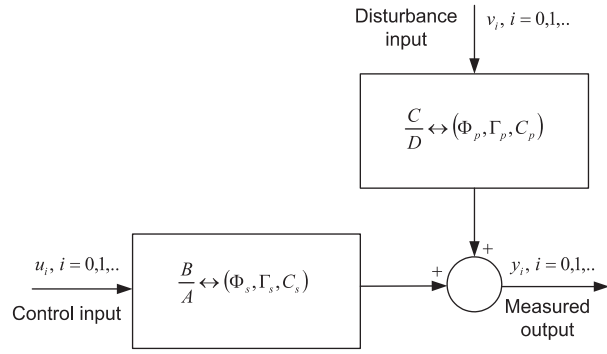 Disturbance
input
v_i, i = 0,1,..
C/D ↔ (Φ_p, Γ_p, C_p)
+
u_i, i = 0,1,..
Control input
B/A ↔ (Φ_s, Γ_s, C_s)
+
y_i, i = 0,1,..
Measured
output